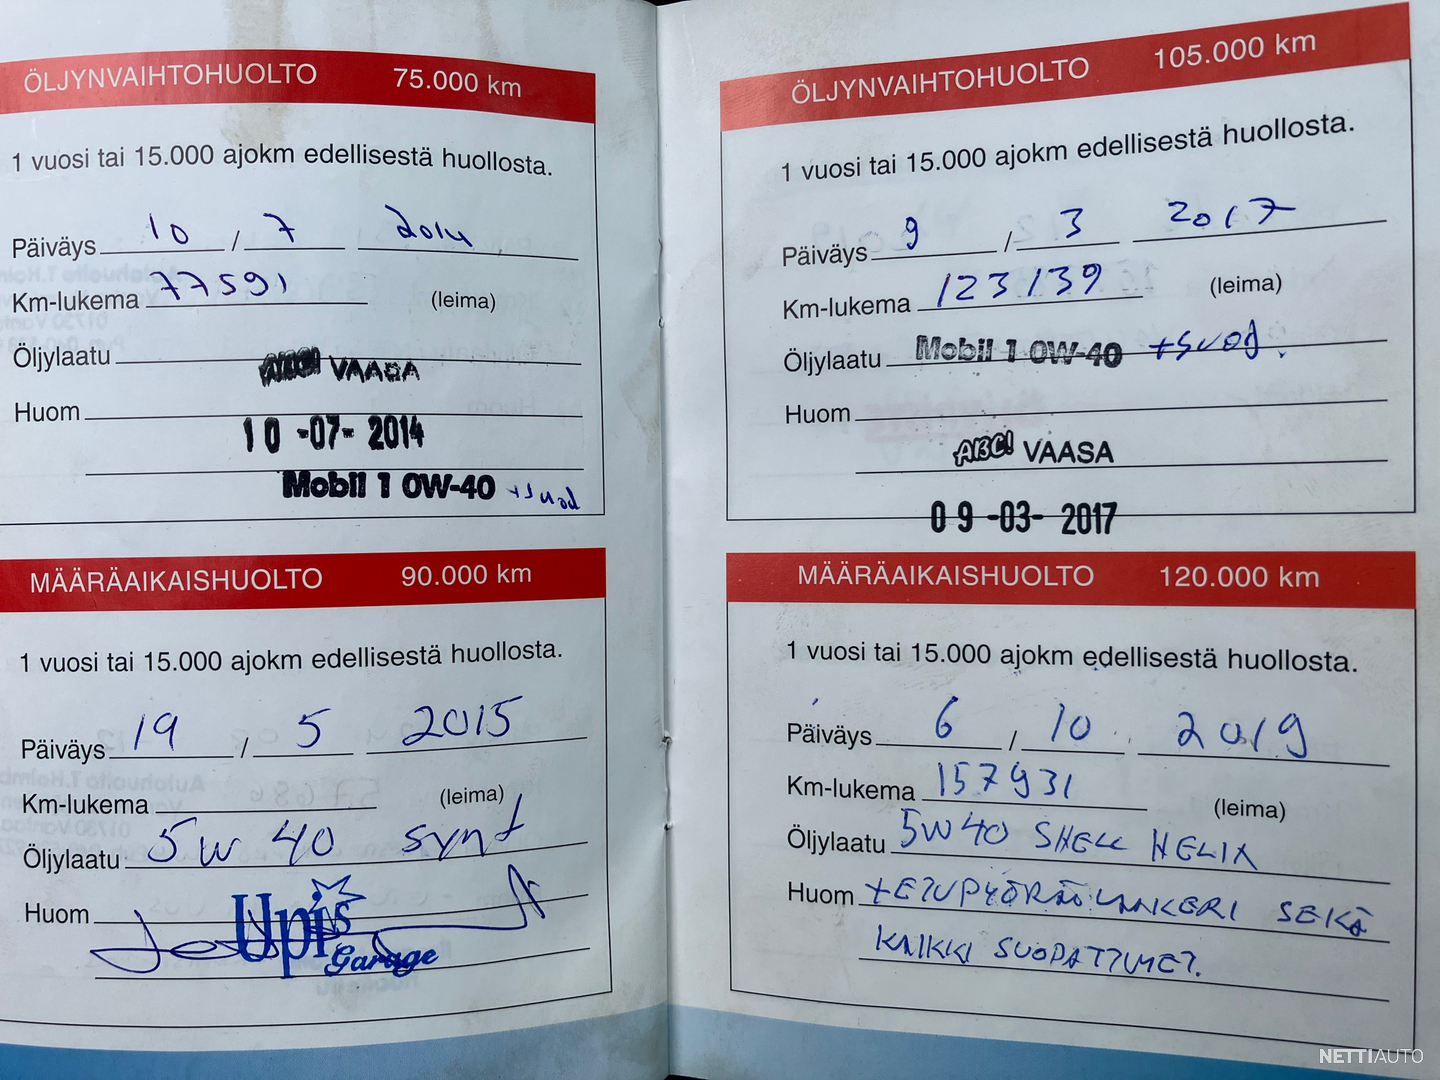 ÖLJYNVAIHTOHUOLTO 75.000 km
1 vuosi tai 15.000 ajokm edellisestä huollosta.
Päiväys 10 / 7 2014
Km-lukema 77591 (leima)
Öljylaatu
ABC! VAASA
Huom
10 -07- 2014
Mobil 1 0W-40 +suod
MÄÄRÄAIKAISHUOLTO 90.000 km
1 vuosi tai 15.000 ajokm edellisestä huollosta.
Päiväys 19 / 5 2015
Km-lukema (leima)
Öljylaatu 5W 40 synt
Huom
Upi's
Garage
ÖLJYNVAIHTOHUOLTO 105.000 km
1 vuosi tai 15.000 ajokm edellisestä huollosta.
Päiväys 9 / 3 2017
Km-lukema 123139 (leima)
Öljylaatu Mobil 1 0W-40 +suod.
Huom
ABC! VAASA
09 -03- 2017
MÄÄRÄAIKAISHUOLTO 120.000 km
1 vuosi tai 15.000 ajokm edellisestä huollosta.
Päiväys 6 / 10 2019
Km-lukema 157931 (leima)
Öljylaatu 5W40 SHELL HELIX
Huom +ETUPYÖRÄNLAAKERI SEKÄ
KAIKKI SUODATTIMET.
NETTIAUTO